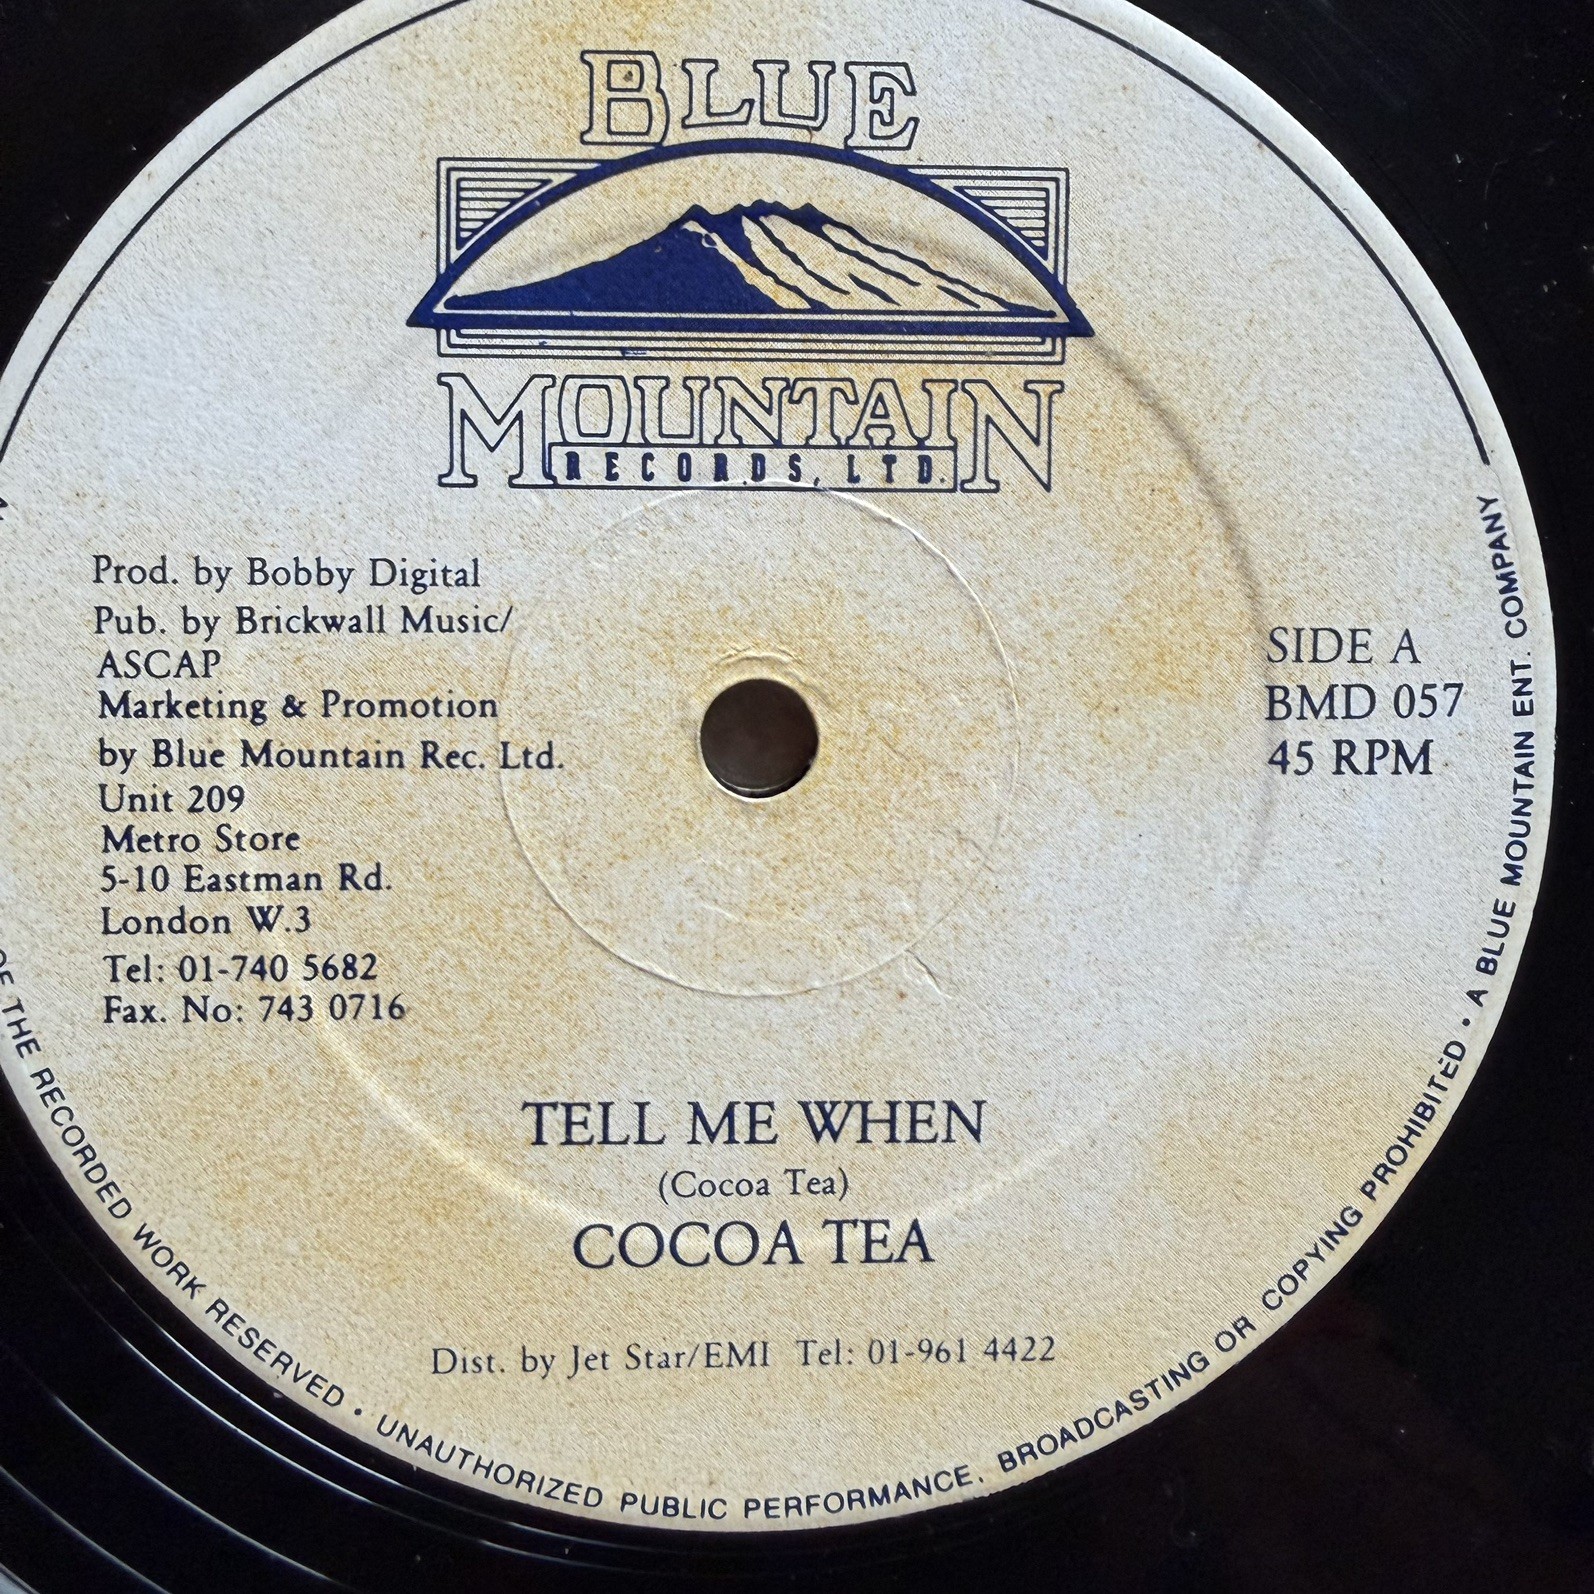 BLUE
MOUNTAIN
RECORDS, LTD.
Prod. by Bobby Digital
Pub. by Brickwall Music/
ASCAP
Marketing & Promotion
by Blue Mountain Rec. Ltd.
Unit 209
Metro Store
5-10 Eastman Rd.
London W.3
Tel: 01-740 5682
Fax. No: 743 0716
SIDE A
BMD 057
45 RPM
TELL ME WHEN
(Cocoa Tea)
COCOA TEA
Dist. by Jet Star/EMI Tel: 01-961 4422
OF THE RECORDED WORK RESERVED • UNAUTHORIZED PUBLIC PERFORMANCE, BROADCASTING OR COPYING PROHIBITED • A BLUE MOUNTAIN ENT. COMPANY